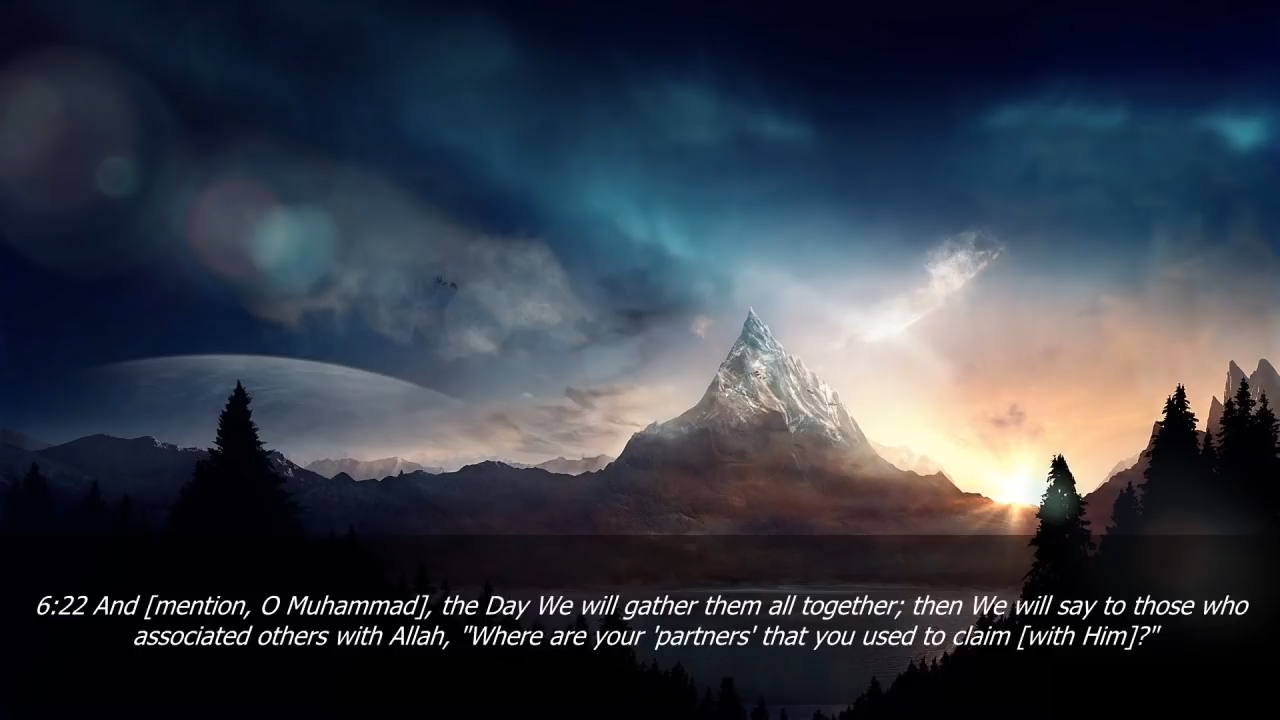 6:22 And [mention, O Muhammad], the Day We will gather them all together; then We will say to those who
associated others with Allah, "Where are your 'partners' that you used to claim [with Him]?"